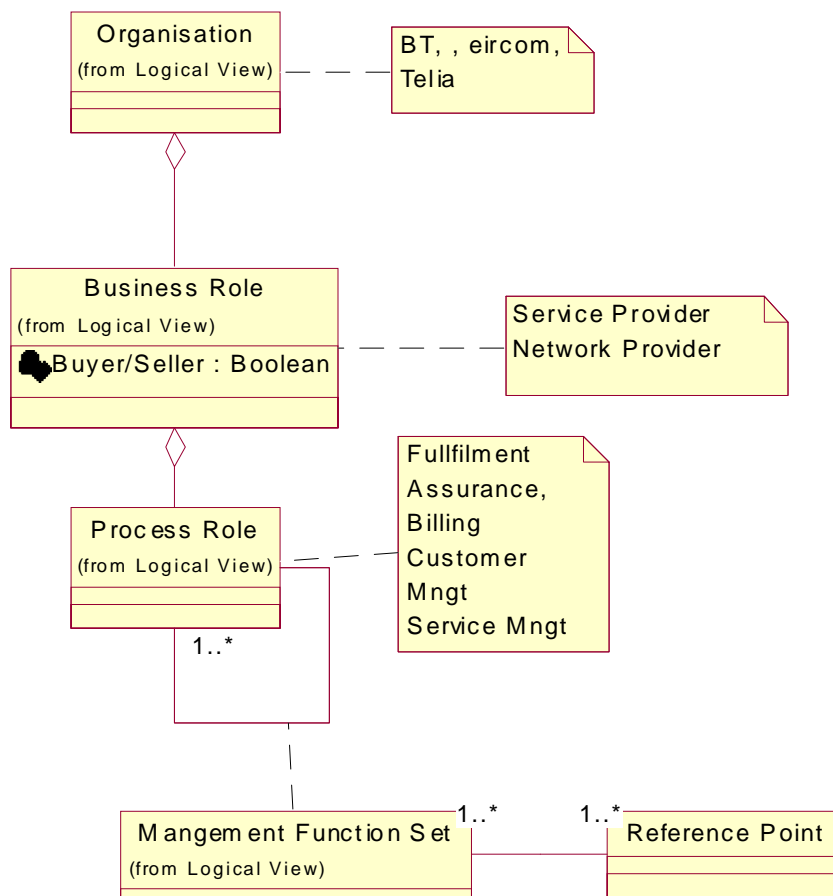 Organisation
(from Logical View)
BT, , eircom,
Telia
Business Role
(from Logical View)
Buyer/Seller : Boolean
Service Provider
Network Provider
Process Role
(from Logical View)
Fullfilment
Assurance,
Billing
Customer
Mngt
Service Mngt
1..*
Mangement Function Set
(from Logical View)
1..*
1..*
Reference Point